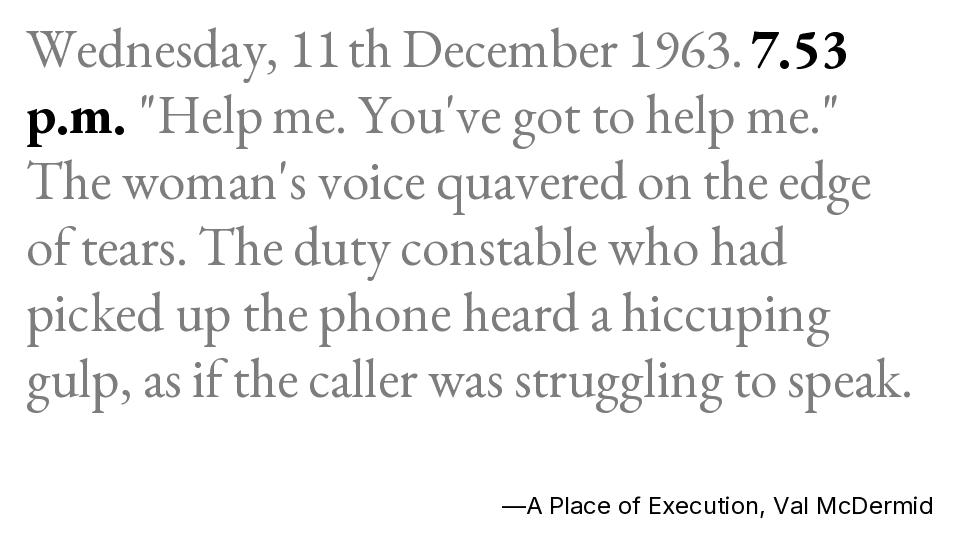 Wednesday, 11th December 1963. 7.53
p.m. "Help me. You've got to help me."
The woman's voice quavered on the edge
of tears. The duty constable who had
picked up the phone heard a hiccuping
gulp, as if the caller was struggling to speak.
—A Place of Execution, Val McDermid